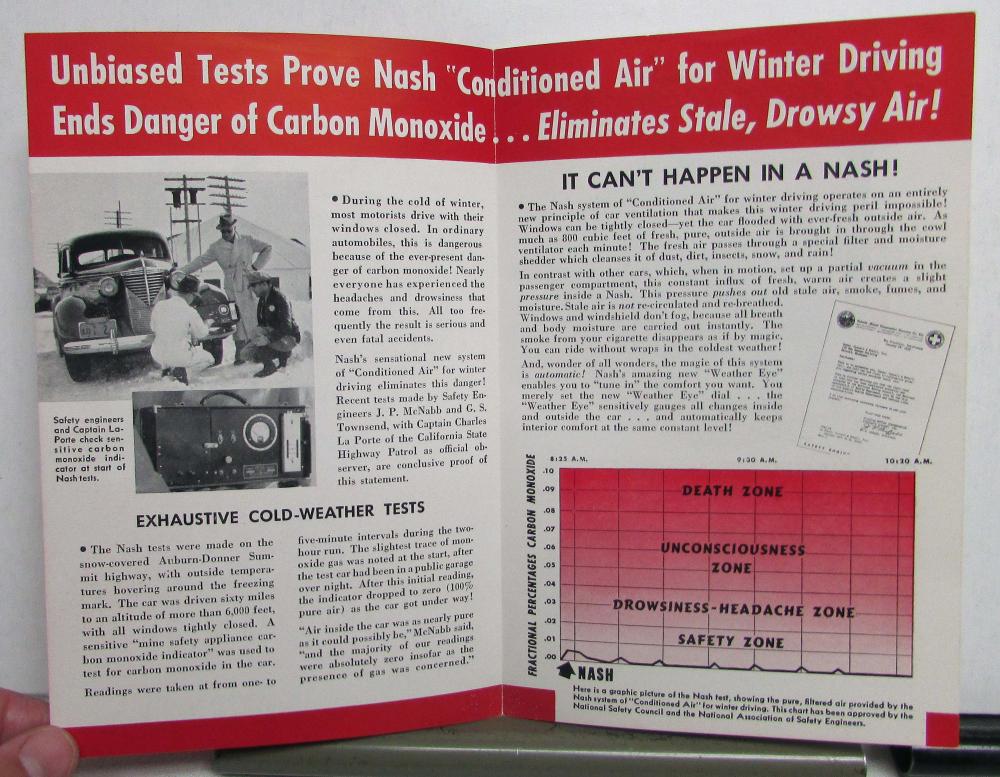 Unbiased Tests Prove Nash "Conditioned Air" for Winter Driving
Ends Danger of Carbon Monoxide . . . Eliminates Stale, Drowsy Air!
• During the cold of winter,
most motorists drive with their
windows closed. In ordinary
automobiles, this is dangerous
because of the ever-present dan-
ger of carbon monoxide! Nearly
everyone has experienced the
headaches and drowsiness that
come from this. All too fre-
quently the result is serious and
even fatal accidents.
Nash's sensational new system
of "Conditioned Air" for winter
driving eliminates this danger!
Recent tests made by Safety En-
gineers J. P. McNabb and G. S.
Townsend, with Captain Charles
La Porte of the California State
Highway Patrol as official ob-
server, are conclusive proof of
this statement.
Safety engineers
and Captain La-
Porte check sen-
sitive carbon
monoxide indi-
cator at start of
Nash tests.
EXHAUSTIVE COLD-WEATHER TESTS
• The Nash tests were made on the
snow-covered Auburn-Donner Sum-
mit highway, with outside tempera-
tures hovering around the freezing
mark. The car was driven sixty miles
to an altitude of more than 6,000 feet,
with all windows tightly closed. A
sensitive "mine safety appliance car-
bon monoxide indicator" was used to
test for carbon monoxide in the car.
Readings were taken at from one- to
five-minute intervals during the two-
hour run. The slightest trace of mon-
oxide gas was noted at the start, after
the test car had been in a public garage
over night. After this initial reading,
the indicator dropped to zero (100%
pure air) as the car got under way!
"Air inside the car was as nearly pure
as it could possibly be," McNabb said,
"and the majority of our readings
were absolutely zero insofar as the
presence of gas was concerned."
IT CAN'T HAPPEN IN A NASH!
• The Nash system of "Conditioned Air" for winter driving operates on an entirely
new principle of car ventilation that makes this winter driving peril impossible!
Windows can be tightly closed—yet the car flooded with ever-fresh outside air. As
much as 800 cubic feet of fresh, pure, outside air is brought in through the cowl
ventilator each minute! The fresh air passes through a special filter and moisture
shedder which cleanses it of dust, dirt, insects, snow, and rain!
In contrast with other cars, which, when in motion, set up a partial vacuum in the
passenger compartment, this constant influx of fresh, warm air creates a slight
pressure inside a Nash. This pressure pushes out old stale air, smoke, fumes, and
moisture. Stale air is not re-circulated and re-breathed.
Windows and windshield don't fog, because all breath
and body moisture are carried out instantly. The
smoke from your cigarette disappears as if by magic.
You can ride without wraps in the coldest weather!
And, wonder of all wonders, the magic of this system
is automatic! Nash's amazing new "Weather Eye"
enables you to "tune in" the comfort you want. You
merely set the new "Weather Eye" dial . . . the
"Weather Eye" sensitively gauges all changes inside
and outside the car . . . and automatically keeps
interior comfort at the same constant level!
8:25 A.M. 9:30 A.M. 10:20 A.M.
FRACTIONAL PERCENTAGES CARBON MONOXIDE
.10
.09
.08
.07
.06
.05
.04
.03
.02
.01
.00
DEATH ZONE
UNCONSCIOUSNESS
ZONE
DROWSINESS-HEADACHE ZONE
SAFETY ZONE
NASH
Here is a graphic picture of the Nash test, showing the pure, filtered air provided by the
Nash system of "Conditioned Air" for winter driving. This chart has been approved by the
National Safety Council and the National Association of Safety Engineers.